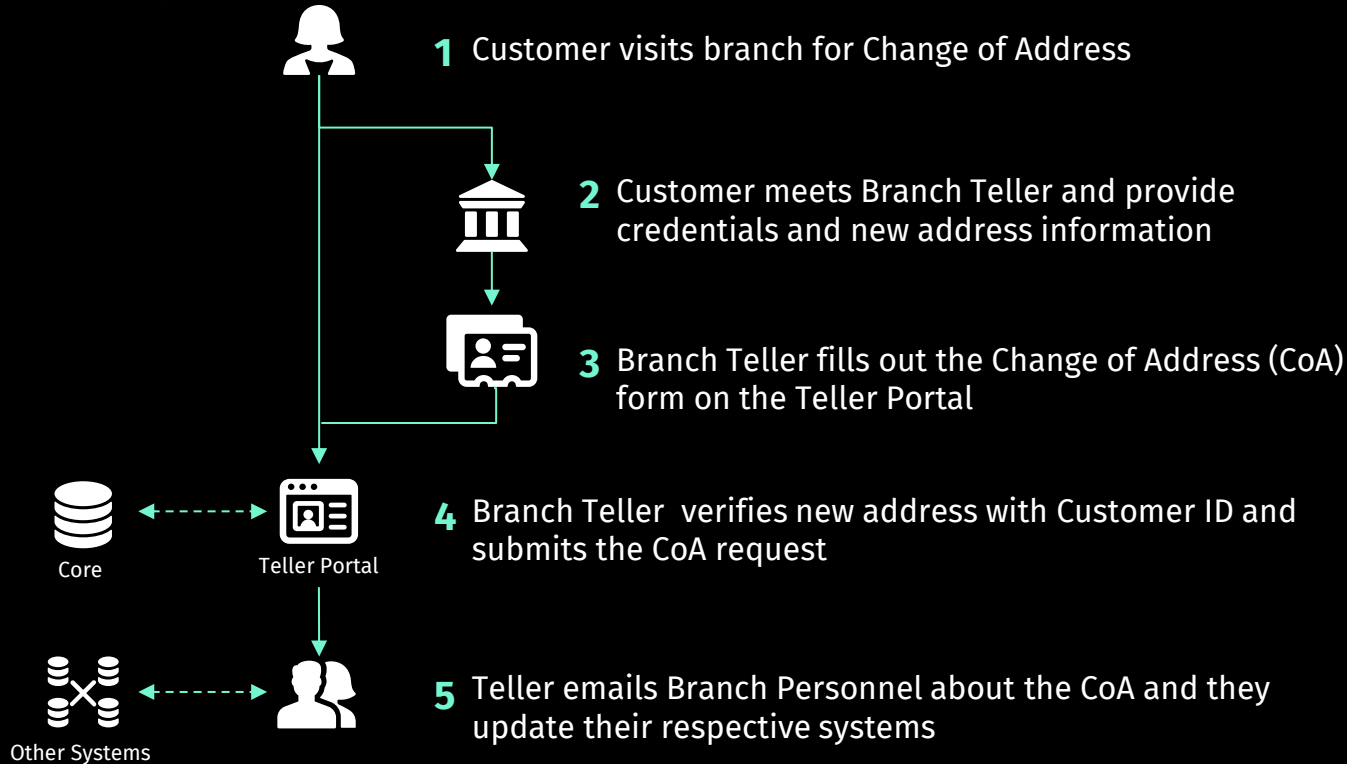 1 Customer visits branch for Change of Address
2 Customer meets Branch Teller and provide
credentials and new address information
3 Branch Teller fills out the Change of Address (CoA)
form on the Teller Portal
Core
Teller Portal
4 Branch Teller  verifies new address with Customer ID and
submits the CoA request
Other Systems
5 Teller emails Branch Personnel about the CoA and they
update their respective systems